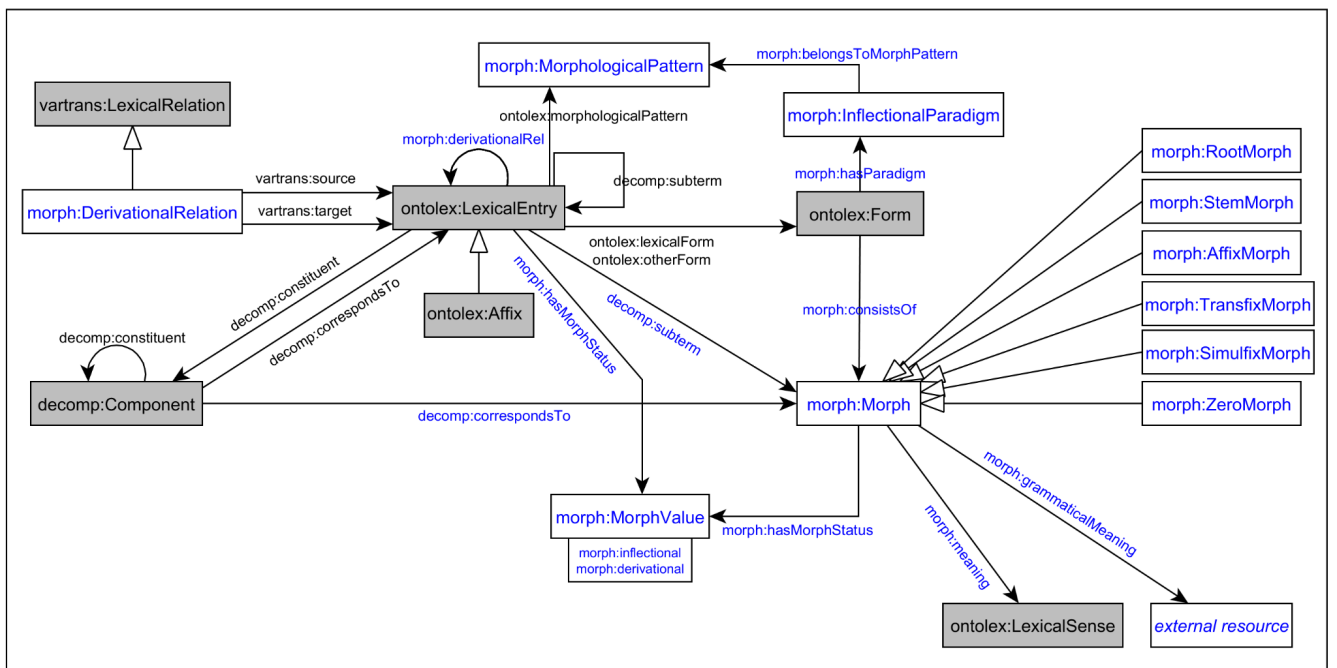 morph:MorphologicalPattern
morph:belongsToMorphPattern
vartrans:LexicalRelation
ontolex:morphologicalPattern
morph:InflectionalParadigm
morph:derivationalRel
morph:RootMorph
vartrans:source
decomp:subterm
morph:hasParadigm
morph:DerivationalRelation
vartrans:target
ontolex:LexicalEntry
ontolex:Form
morph:StemMorph
ontolex:lexicalForm
ontolex:otherForm
morph:AffixMorph
decomp:constituent
decomp:correspondsTo
ontolex:Affix
morph:hasMorphStatus
decomp:subterm
morph:consistsOf
morph:TransfixMorph
decomp:constituent
morph:SimulfixMorph
decomp:Component
decomp:correspondsTo
morph:Morph
morph:ZeroMorph
morph:MorphValue
morph:hasMorphStatus
morph:inflectional
morph:derivational
morph:meaning
morph:grammaticalMeaning
ontolex:LexicalSense
external resource